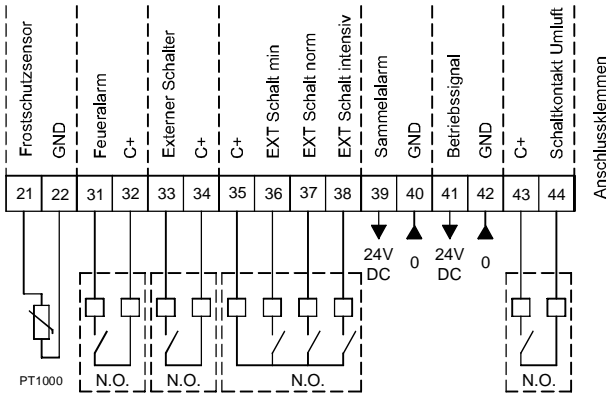 Frostschutzsensor
GND
Feueralarm
C+
Externer Schalter
C+
C+
EXT Schalt min
EXT Schalt norm
EXT Schalt intensiv
Sammelalarm
GND
Betriebssignal
GND
C+
Schaltkontakt Umluft
Anschlussklemmen
21 22 31 32 33 34 35 36 37 38 39 40 41 42 43 44
24V DC
0
24V DC
0
PT1000
N.O.
N.O.
N.O.
N.O.